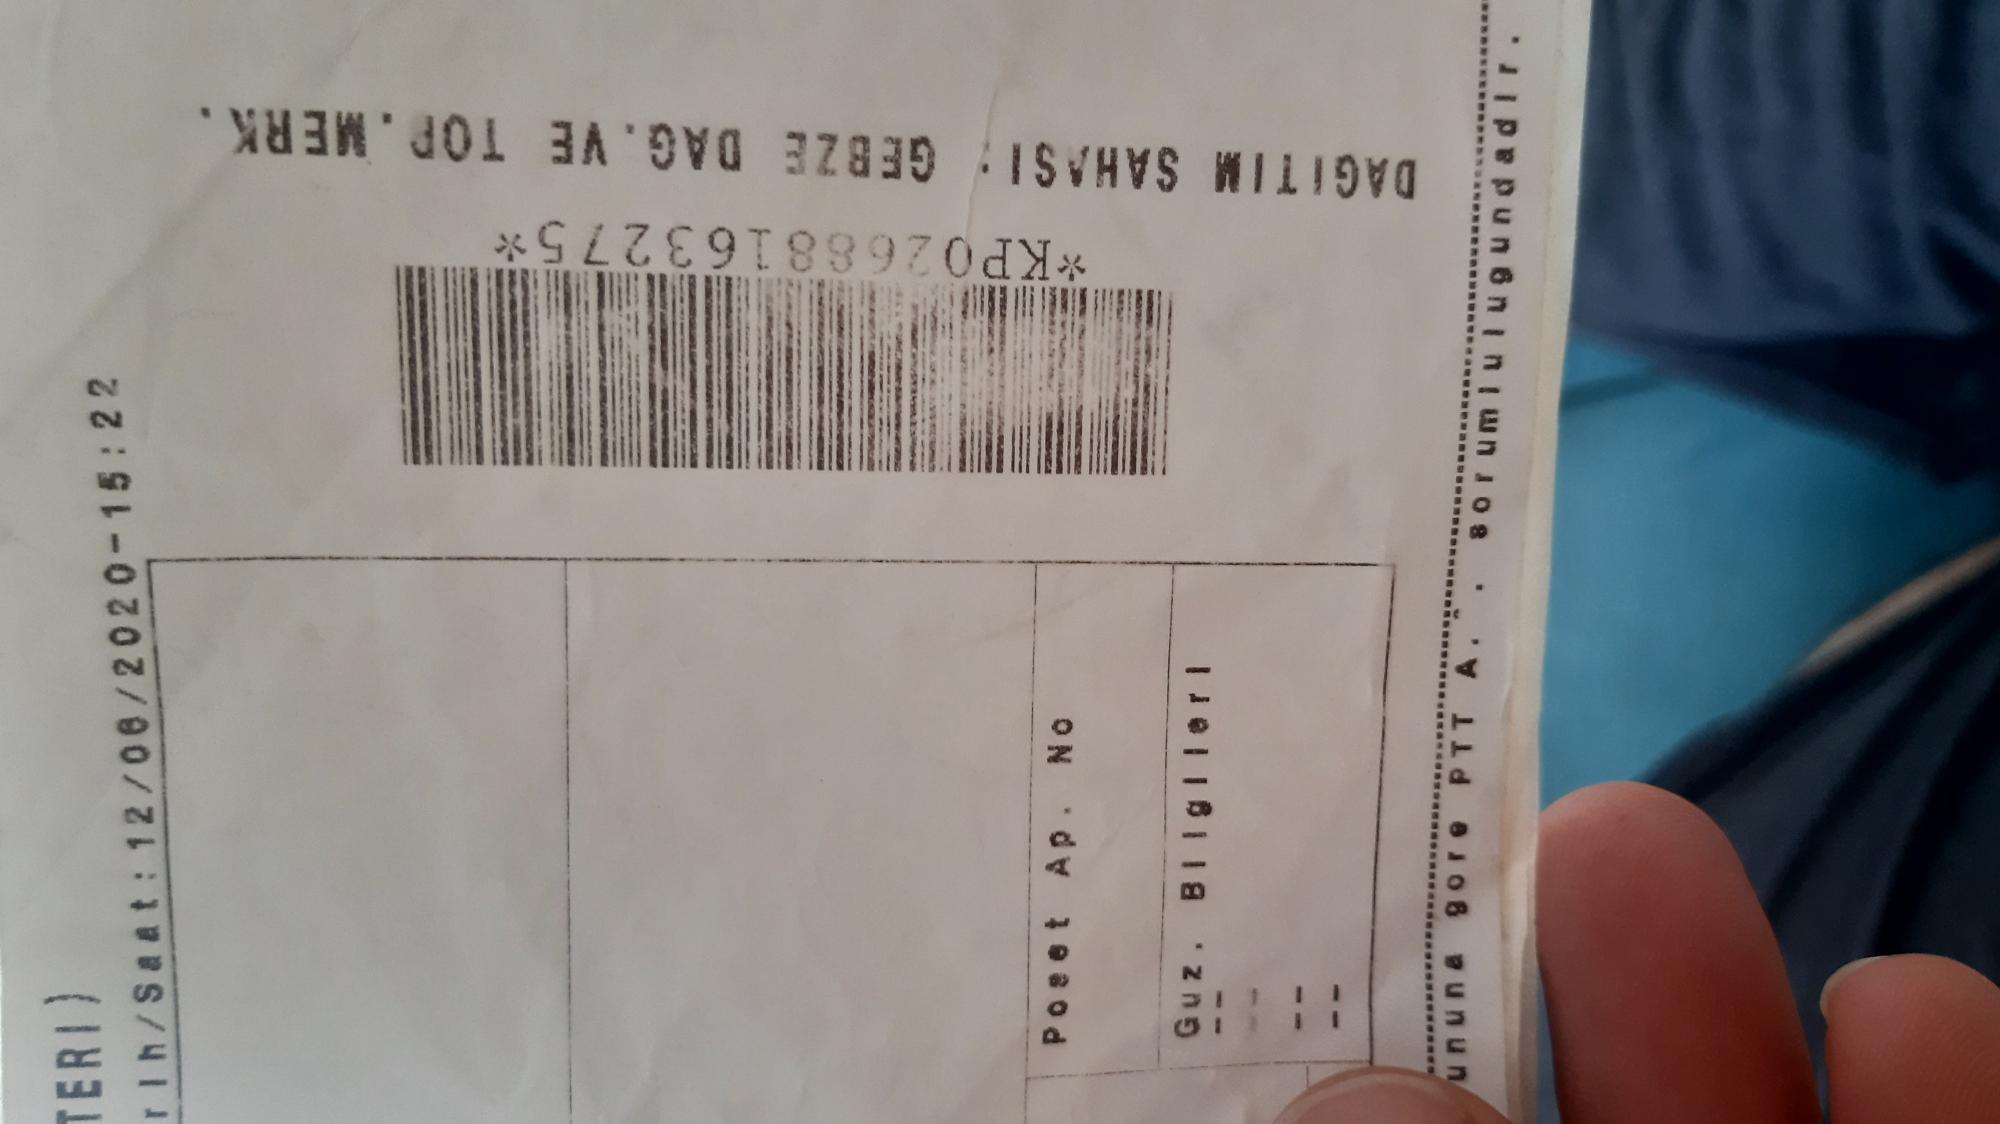 DAGITIM SAHASI: GEBZE DAG.VE TOP.MERK.
*KP02688163275*
TERI)
rih/Saat:12/06/2020-15:22
Poset Ap. No
Guz. Bilgileri
--
--
--
--
ununa gore PTT A. . sorumlulugundadir.